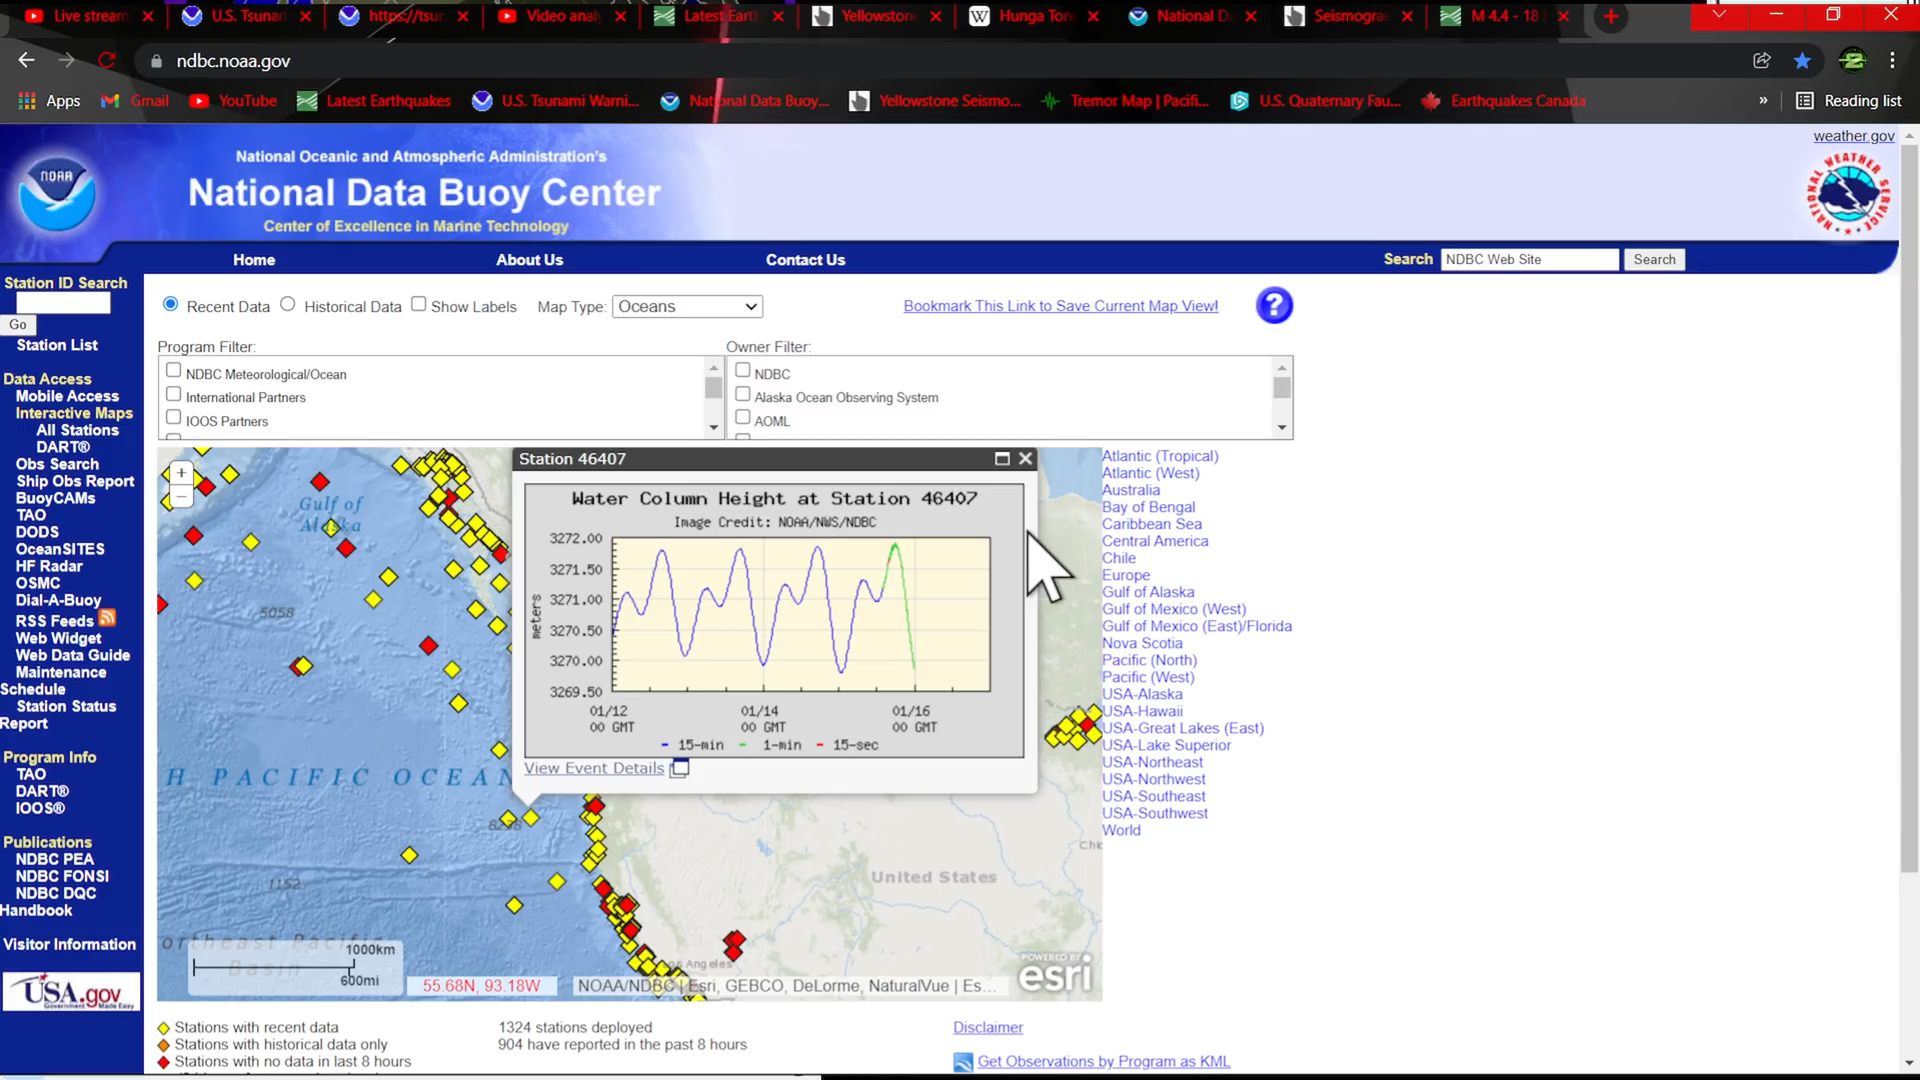 Live stream
U.S. Tsunam
https://tsun
Video analy
Latest Earth
Yellowstone
Hunga Ton
National D
Seismogra
M 4.4 - 18
ndbc.noaa.gov
Apps
Gmail
YouTube
Latest Earthquakes
U.S. Tsunami Warni...
National Data Buoy...
Yellowstone Seismo...
Tremor Map | Pacifi...
U.S. Quaternary Fau...
Earthquakes Canada
»
Reading list
weather.gov
NOAA
National Oceanic and Atmospheric Administration's
National Data Buoy Center
Center of Excellence in Marine Technology
Home
About Us
Contact Us
Search
NDBC Web Site
Search
Station ID Search
Go
Station List
Data Access
Mobile Access
Interactive Maps
All Stations
DART®
Obs Search
Ship Obs Report
BuoyCAMs
TAO
DODS
OceanSITES
HF Radar
OSMC
Dial-A-Buoy
RSS Feeds
Web Widget
Web Data Guide
Maintenance
Schedule
Station Status
Report
Program Info
TAO
DART®
IOOS®
Publications
NDBC PEA
NDBC FONSI
NDBC DQC
Handbook
Visitor Information
USA.gov
Recent Data
Historical Data
Show Labels
Map Type:
Oceans
Bookmark This Link to Save Current Map View!
?
Program Filter:
NDBC Meteorological/Ocean
International Partners
IOOS Partners
Owner Filter:
NDBC
Alaska Ocean Observing System
AOML
+
−
Gulf of
Alaska
5058
H PACIFIC OCEAN
1152
United States
1000km
600mi
55.68N, 93.18W
NOAA/NDBC | Esri, GEBCO, DeLorme, NaturalVue | Es...
POWERED BY
esri
Station 46407
Water Column Height at Station 46407
Image Credit: NOAA/NWS/NDBC
3272.00
3271.50
3271.00
3270.50
3270.00
3269.50
meters
01/12
00 GMT
01/14
00 GMT
01/16
00 GMT
15-min
1-min
15-sec
View Event Details
Atlantic (Tropical)
Atlantic (West)
Australia
Bay of Bengal
Caribbean Sea
Central America
Chile
Europe
Gulf of Alaska
Gulf of Mexico (West)
Gulf of Mexico (East)/Florida
Nova Scotia
Pacific (North)
Pacific (West)
USA-Alaska
USA-Hawaii
USA-Great Lakes (East)
USA-Lake Superior
USA-Northeast
USA-Northwest
USA-Southeast
USA-Southwest
World
Stations with recent data
Stations with historical data only
Stations with no data in last 8 hours
1324 stations deployed
904 have reported in the past 8 hours
Disclaimer
Get Observations by Program as KML